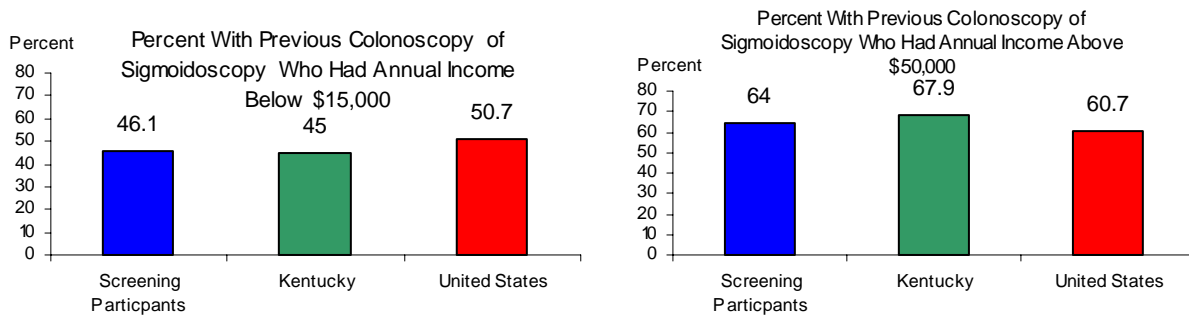 Percent
Percent With Previous Colonoscopy of
Sigmoidoscopy Who Had Annual Income
Below $15,000
80
70
60
50
40
30
20
10
0
46.1
45
50.7
Screening
Particpants
Kentucky
United States
Percent With Previous Colonoscopy of
Sigmoidoscopy Who Had Annual Income Above
$50,000
Percent
80
70
60
50
40
30
20
10
0
64
67.9
60.7
Screening
Participants
Kentucky
United States